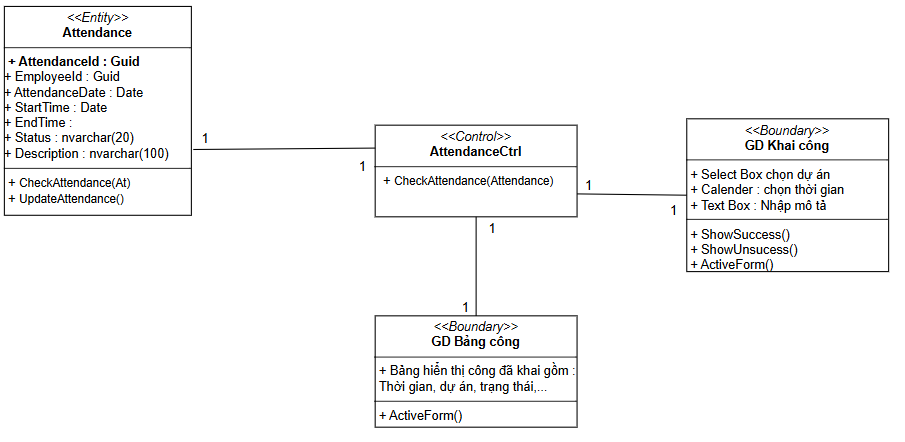 <<Entity>>
Attendance
+ AttendanceId : Guid
+ EmployeeId : Guid
+ AttendanceDate : Date
+ StartTime : Date
+ EndTime :
+ Status : nvarchar(20)
+ Description : nvarchar(100)
+ CheckAttendance(At)
+ UpdateAttendance()
1
1
<<Control>>
AttendanceCtrl
+ CheckAttendance(Attendance)
1
1
1
1
<<Boundary>>
GD Khai công
+ Select Box chọn dự án
+ Calender : chọn thời gian
+ Text Box : Nhập mô tả
+ ShowSuccess()
+ ShowUnsucess()
+ ActiveForm()
<<Boundary>>
GD Bảng công
+ Bảng hiển thị công đã khai gồm :
Thời gian, dự án, trạng thái,...
+ ActiveForm()